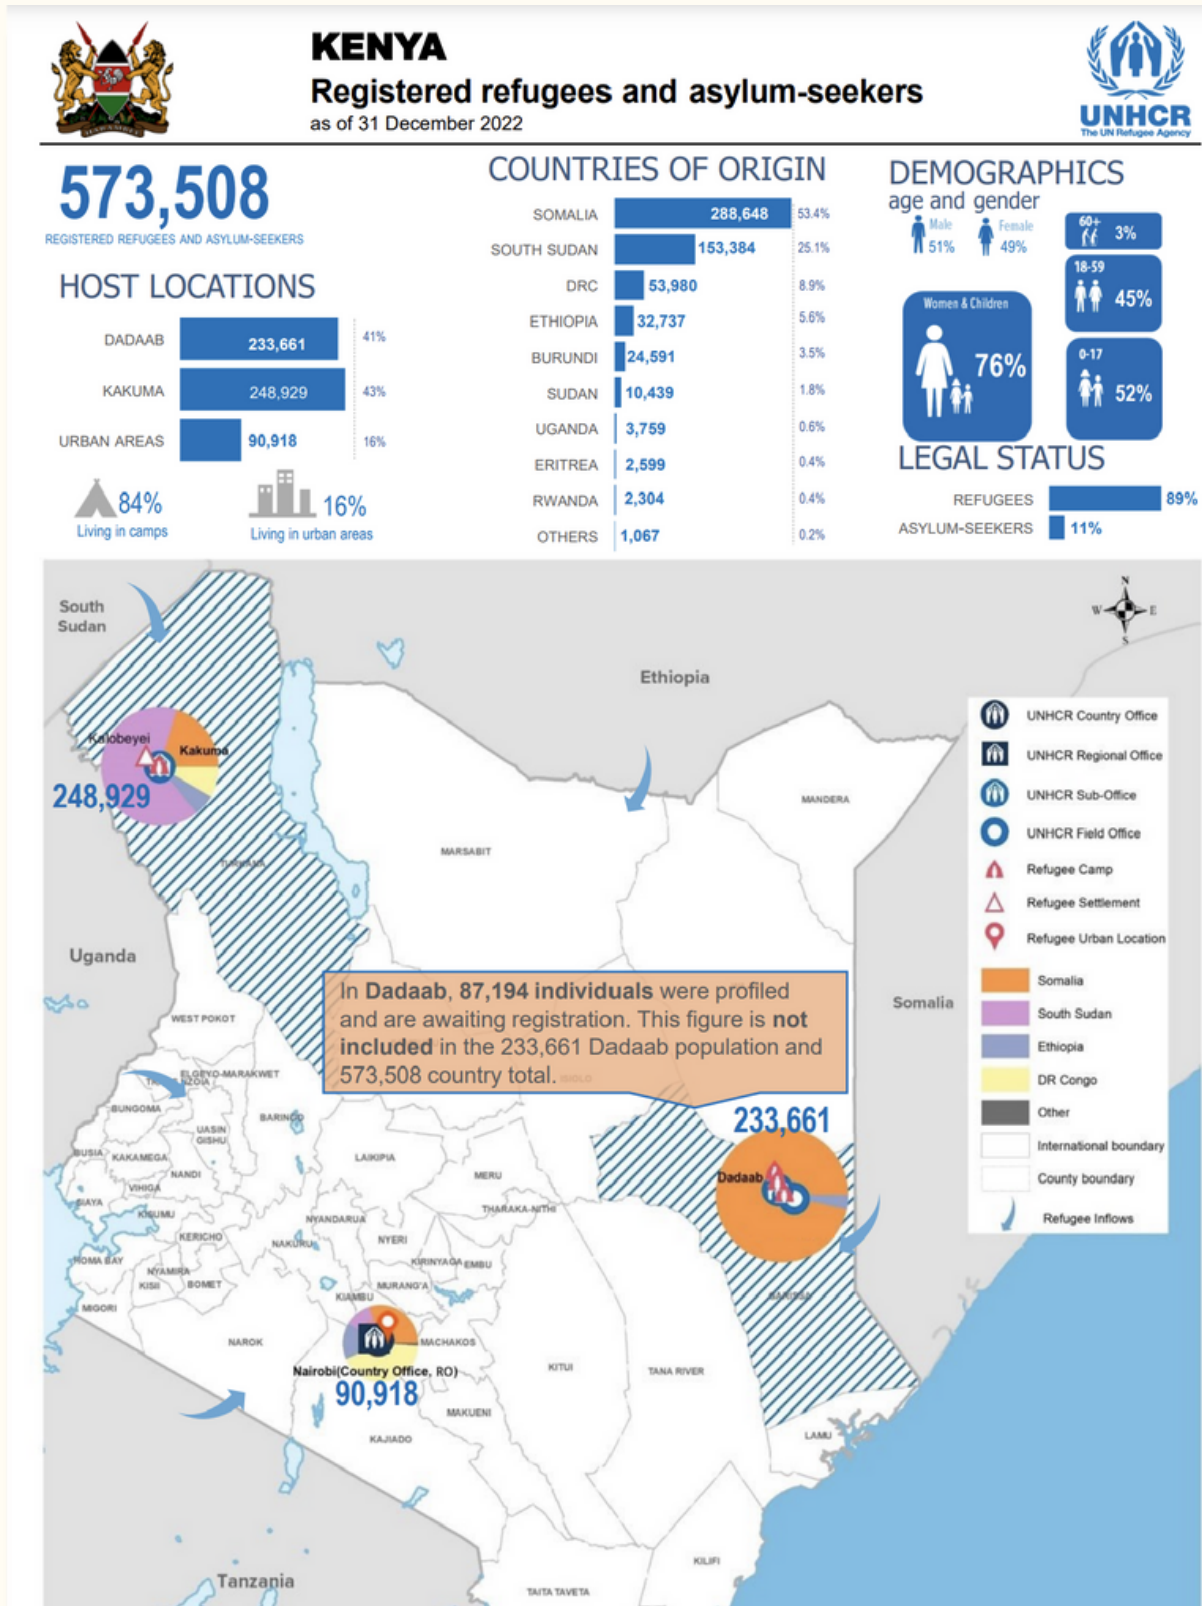 KENYA
Registered refugees and asylum-seekers
as of 31 December 2022
UNHCR
The UN Refugee Agency
573,508
REGISTERED REFUGEES AND ASYLUM-SEEKERS
HOST LOCATIONS
DADAAB 233,661 41%
KAKUMA 248,929 43%
URBAN AREAS 90,918 16%
84%
Living in camps
16%
Living in urban areas
COUNTRIES OF ORIGIN
SOMALIA 288,648 53.4%
SOUTH SUDAN 153,384 25.1%
DRC 53,980 8.9%
ETHIOPIA 32,737 5.6%
BURUNDI 24,591 3.5%
SUDAN 10,439 1.8%
UGANDA 3,759 0.6%
ERITREA 2,599 0.4%
RWANDA 2,304 0.4%
OTHERS 1,067 0.2%
DEMOGRAPHICS
age and gender
Male
51%
Female
49%
Women & Children
76%
60+
3%
18-59
45%
0-17
52%
LEGAL STATUS
REFUGEES 89%
ASYLUM-SEEKERS 11%
N
W E
S
South
Sudan
Ethiopia
Kalobeyei
Kakuma
248,929
TURKANA
MARSABIT
MANDERA
Uganda
Somalia
WEST POKOT
In Dadaab, 87,194 individuals were profiled
and are awaiting registration. This figure is not
included in the 233,661 Dadaab population and
573,508 country total.
ELGEYO-MARAKWET
BUNGOMA
UASIN
GISHU
BARINGO
BUSIA
KAKAMEGA
NANDI
VIHIGA
SIAYA
KISUMU
KERICHO
HOMA BAY
NYAMIRA
KISII
BOMET
MIGORI
LAIKIPIA
MERU
THARAKA-NITHI
NYANDARUA
NAKURU
NYERI
KIRINYAGA
EMBU
MURANG'A
KIAMBU
233,661
Dadaab
GARISSA
NAROK
MACHAKOS
Nairobi(Country Office, RO)
90,918
KITUI
TANA RIVER
MAKUENI
KAJIADO
LAMU
KILIFI
Tanzania
TAITA TAVETA
UNHCR Country Office
UNHCR Regional Office
UNHCR Sub-Office
UNHCR Field Office
Refugee Camp
Refugee Settlement
Refugee Urban Location
Somalia
South Sudan
Ethiopia
DR Congo
Other
International boundary
County boundary
Refugee Inflows